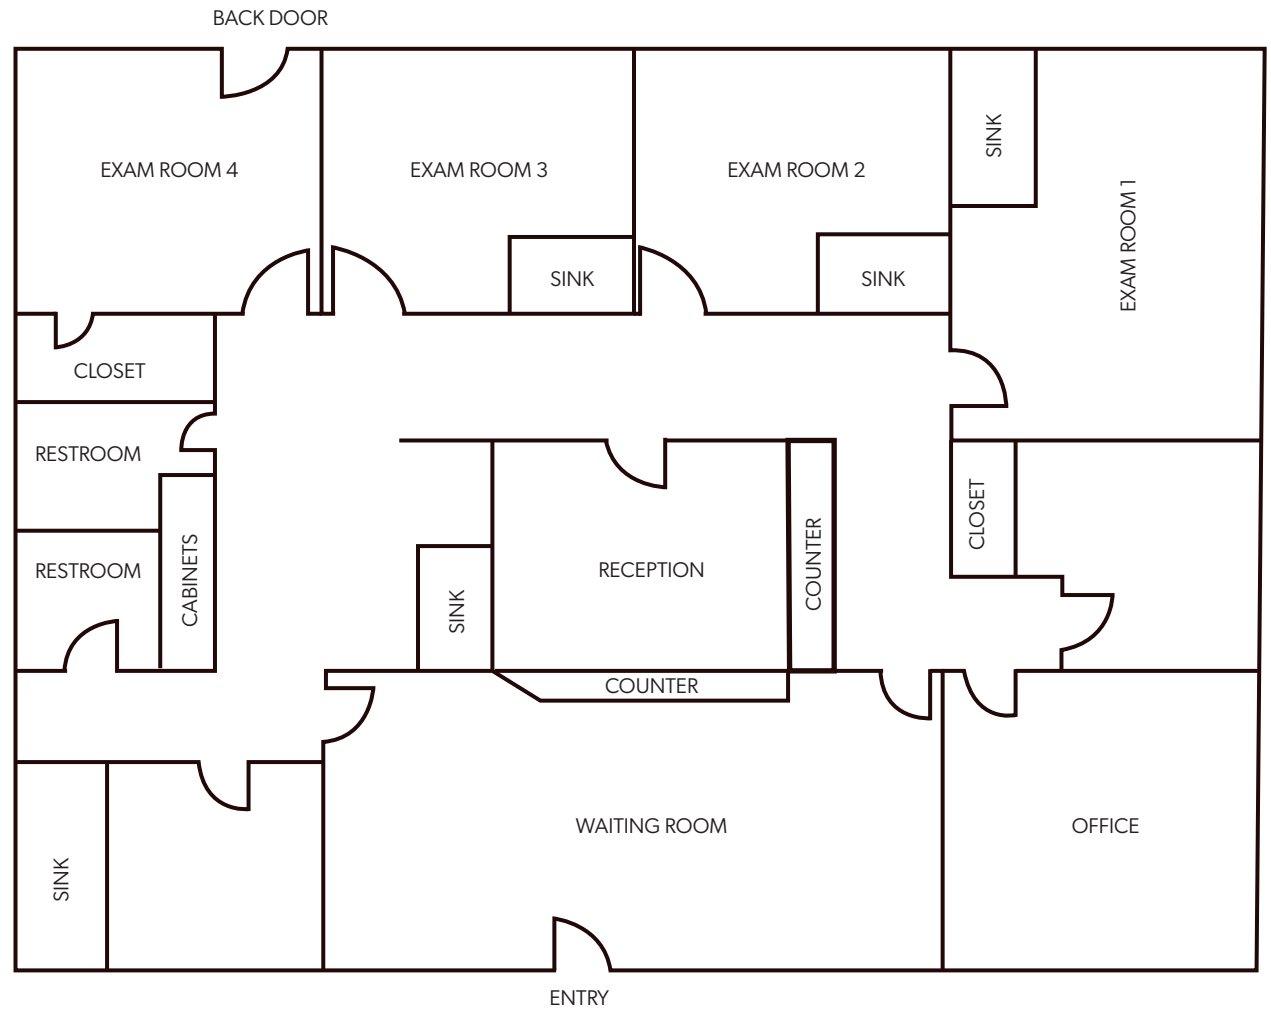 BACK DOOR
EXAM ROOM 4
EXAM ROOM 3
EXAM ROOM 2
SINK
EXAM ROOM 1
SINK
SINK
CLOSET
RESTROOM
RESTROOM
CABINETS
SINK
RECEPTION
COUNTER
CLOSET
COUNTER
WAITING ROOM
OFFICE
SINK
ENTRY